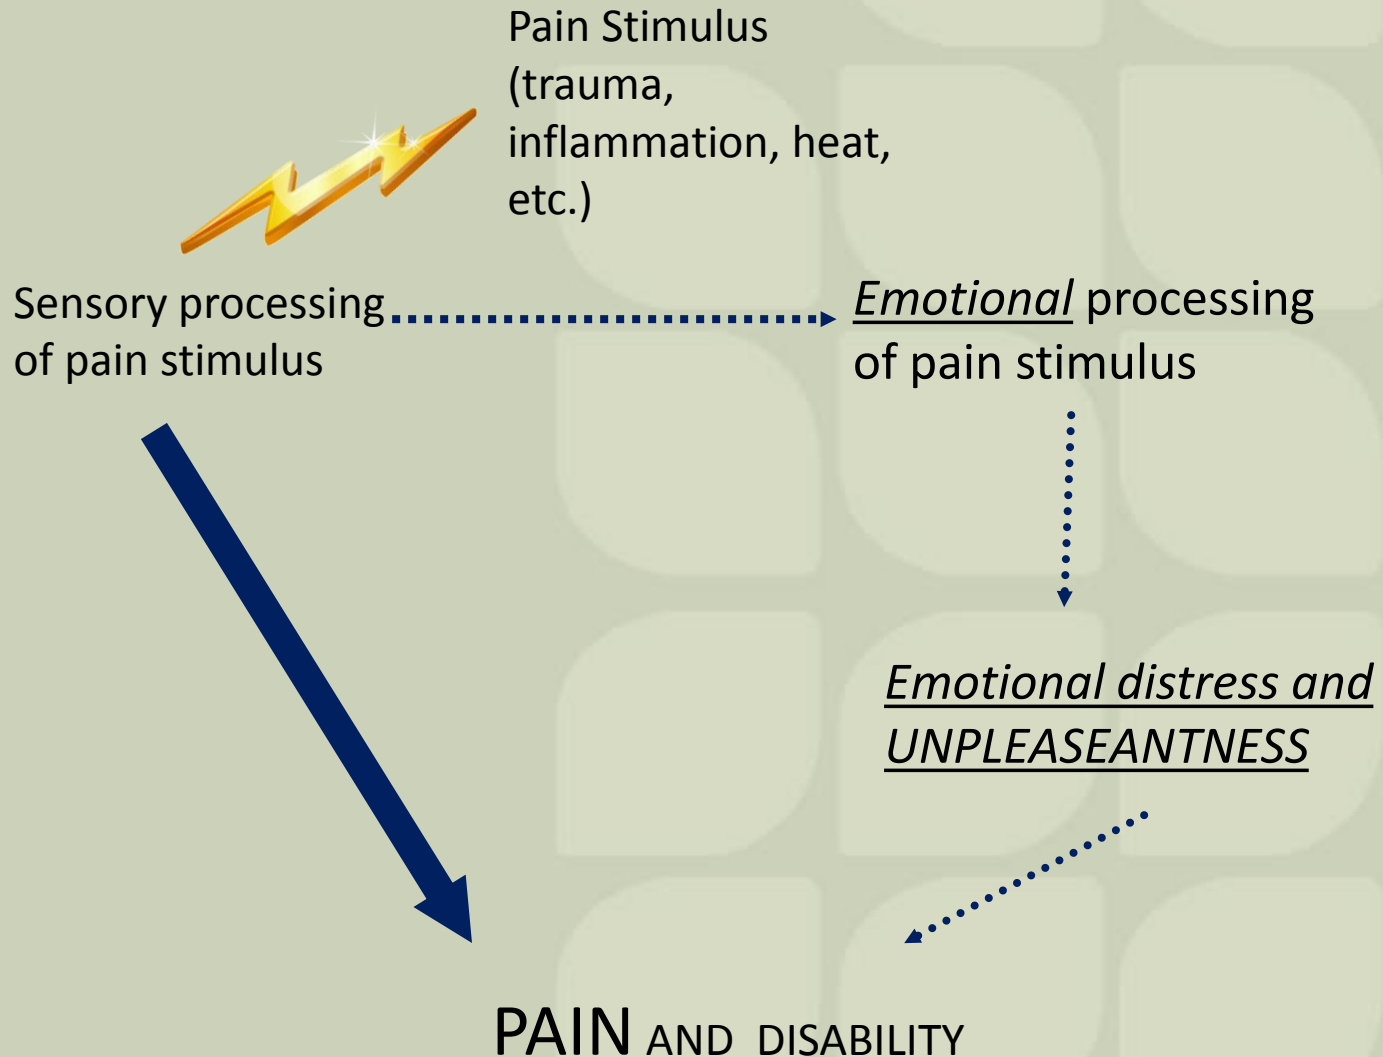 Pain Stimulus
(trauma,
inflammation, heat,
etc.)
Sensory processing
of pain stimulus
Emotional processing
of pain stimulus
Emotional distress and
UNPLEASEANTNESS
PAIN AND DISABILITY